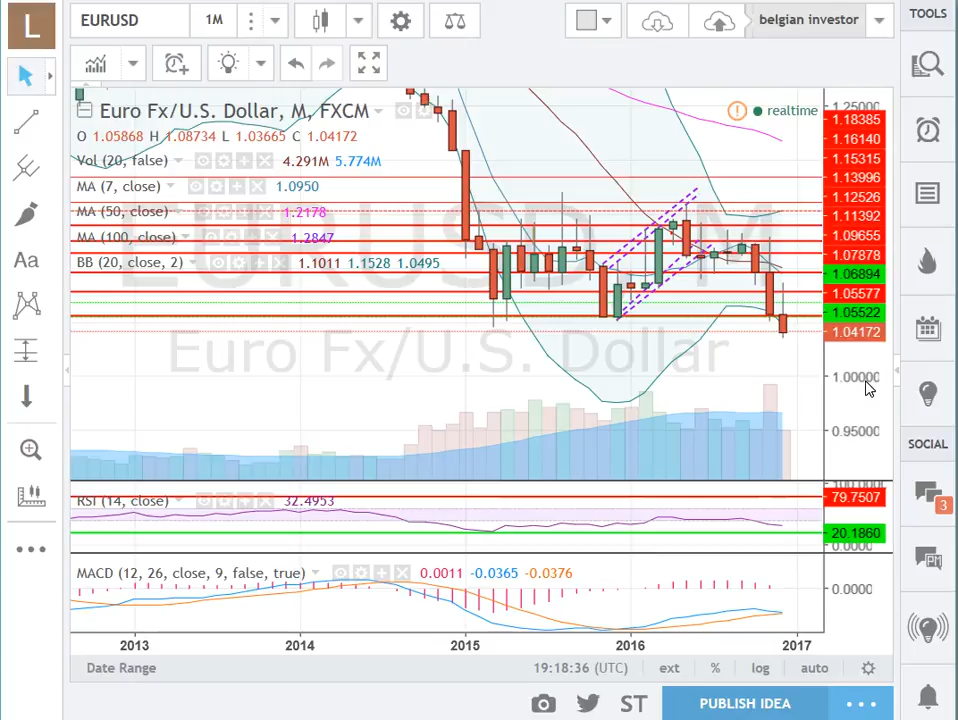 L
EURUSD
1M
belgian investor
TOOLS
Euro Fx/U.S. Dollar, M, FXCM
realtime
O 1.05868 H 1.08734 L 1.03665 C 1.04172
Vol (20, false) 4.291M 5.774M
MA (7, close) 1.0950
MA (50, close) 1.2178
MA (100, close) 1.2847
BB (20, close, 2) 1.1011 1.1528 1.0495
EURUSD, M
Euro Fx/U.S. Dollar
1.25000
1.18385
1.16140
1.15315
1.13996
1.12526
1.11392
1.09655
1.07878
1.06894
1.05577
1.05522
1.04172
1.00000
0.95000
Aa
SOCIAL
3
RSI (14, close) 32.4953
79.7507
20.1860
0.0000
MACD (12, 26, close, 9, false, true) 0.0011 -0.0365 -0.0376
0.0000
2013 2014 2015 2016 2017
Date Range
19:18:36 (UTC)
ext
%
log
auto
ST
PUBLISH IDEA